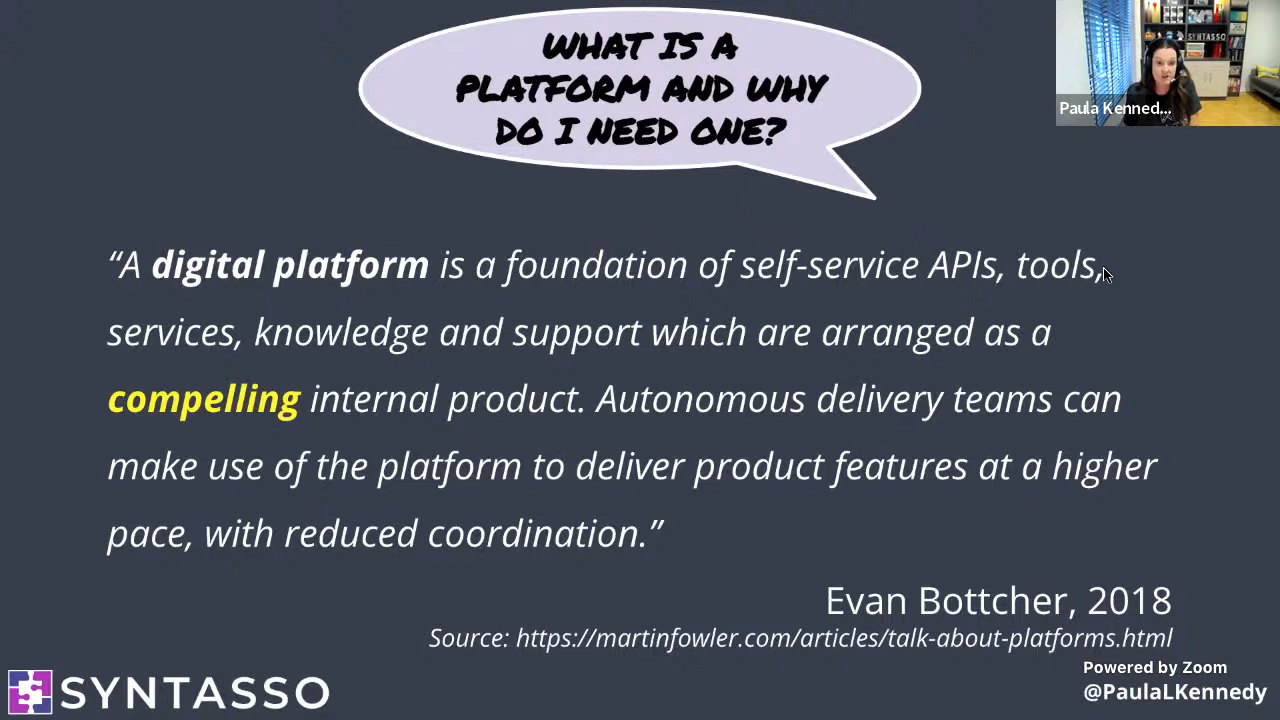 WHAT IS A
PLATFORM AND WHY
DO I NEED ONE?
SYNTASSO
Paula Kenned...
“A digital platform is a foundation of self-service APIs, tools,
services, knowledge and support which are arranged as a
compelling internal product. Autonomous delivery teams can
make use of the platform to deliver product features at a higher
pace, with reduced coordination.”
Evan Bottcher, 2018
Source: https://martinfowler.com/articles/talk-about-platforms.html
Powered by Zoom
SYNTASSO
@PaulaLKennedy